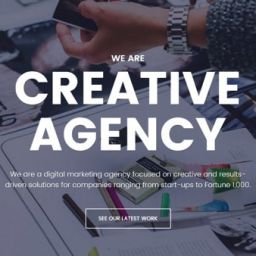 WE ARE
CREATIVE
AGENCY
We are a digital marketing agency focused on creative and results-
driven solutions for companies ranging from start-ups to Fortune 1,000.
SEE OUR LATEST WORK